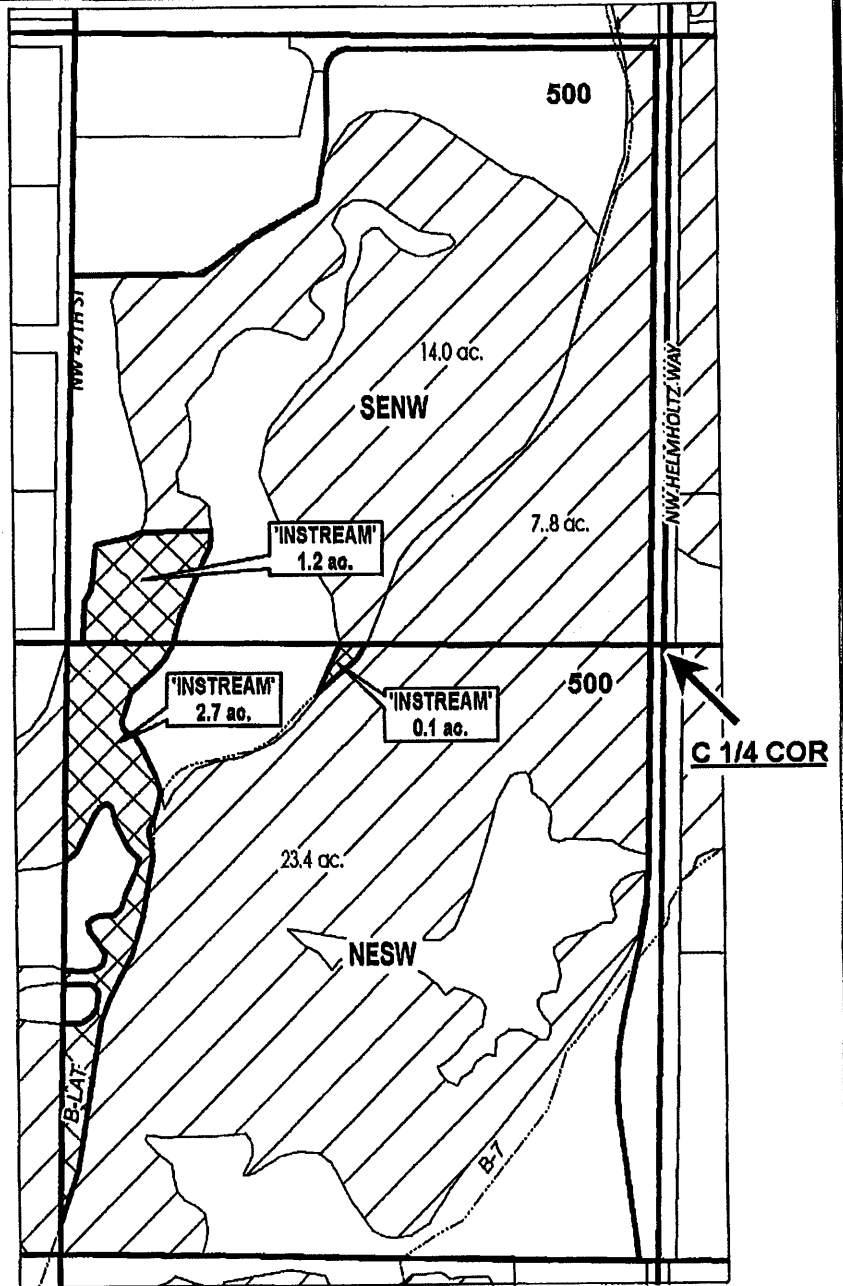 500
NW 47TH ST
14.0 ac.
SENW
NW HELMHOLTZ WAY
7..8 ac.
'INSTREAM'
1.2 ac.
'INSTREAM'
2.7 ac.
'INSTREAM'
0.1 ac.
500
C 1/4 COR
23.4 ac.
NESW
B-LAT
B-7